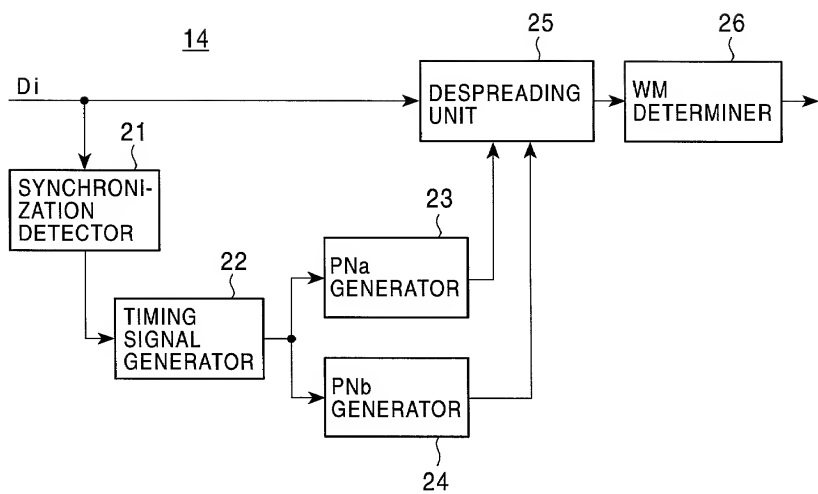 14
Di
21
SYNCHRONI-
ZATION
DETECTOR
22
TIMING
SIGNAL
GENERATOR
23
PNa
GENERATOR
PNb
GENERATOR
24
25
DESPREADING
UNIT
26
WM
DETERMINER